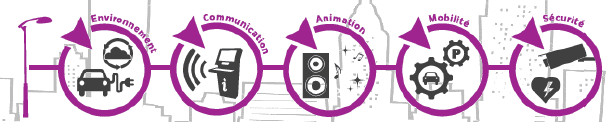 Environnement
Communication
Animation
Mobilité
Sécurité
P
i